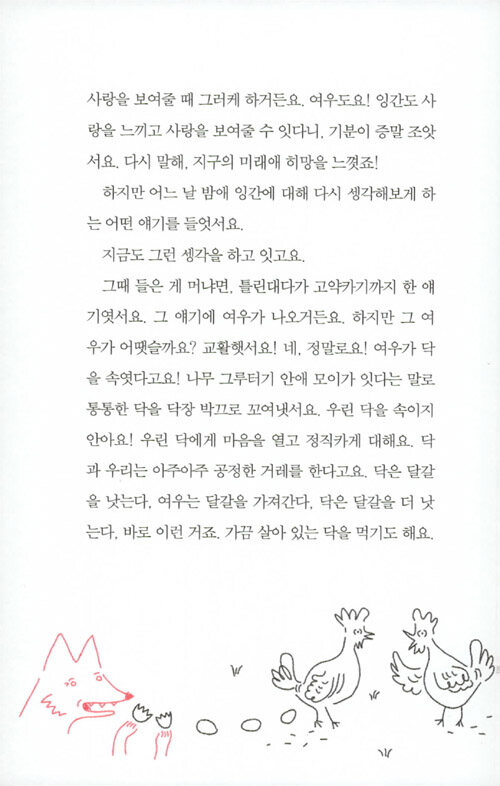 사랑을 보여줄 때 그러케 하거든요. 여우도요! 잉간도 사
랑을 느끼고 사랑을 보여줄 수 잇다니, 기분이 증말 조앗
서요. 다시 말해, 지구의 미래애 히망을 느꼇죠!
하지만 어느 날 밤애 잉간에 대해 다시 셍각해보게 하
는 어떤 얘기를 들엇서요.
지금도 그런 셍각을 하고 잇고요.
그때 들은 게 머냐면, 틀린대다가 고약카기까지 한 얘
기엿서요. 그 얘기에 여우가 나오거든요. 하지만 그 여
우가 어땟슬까요? 교활햇서요! 네, 정말로요! 여우가 닥
을 속엿다고요! 나무 그루터기 안애 모이가 잇다는 말로
통통한 닥을 닥장 박끄로 꼬여냇서요. 우린 닥을 속이지
안아요! 우린 닥에게 마음을 열고 정직카게 대해요. 닥
과 우리는 아주아주 공정한 거레를 한다고요. 닥은 달갈
을 낫는다, 여우는 달갈을 가져간다, 닥은 달갈을 더 낫
는다, 바로 이런 거죠. 가끔 살아 있는 닥을 먹기도 해요.